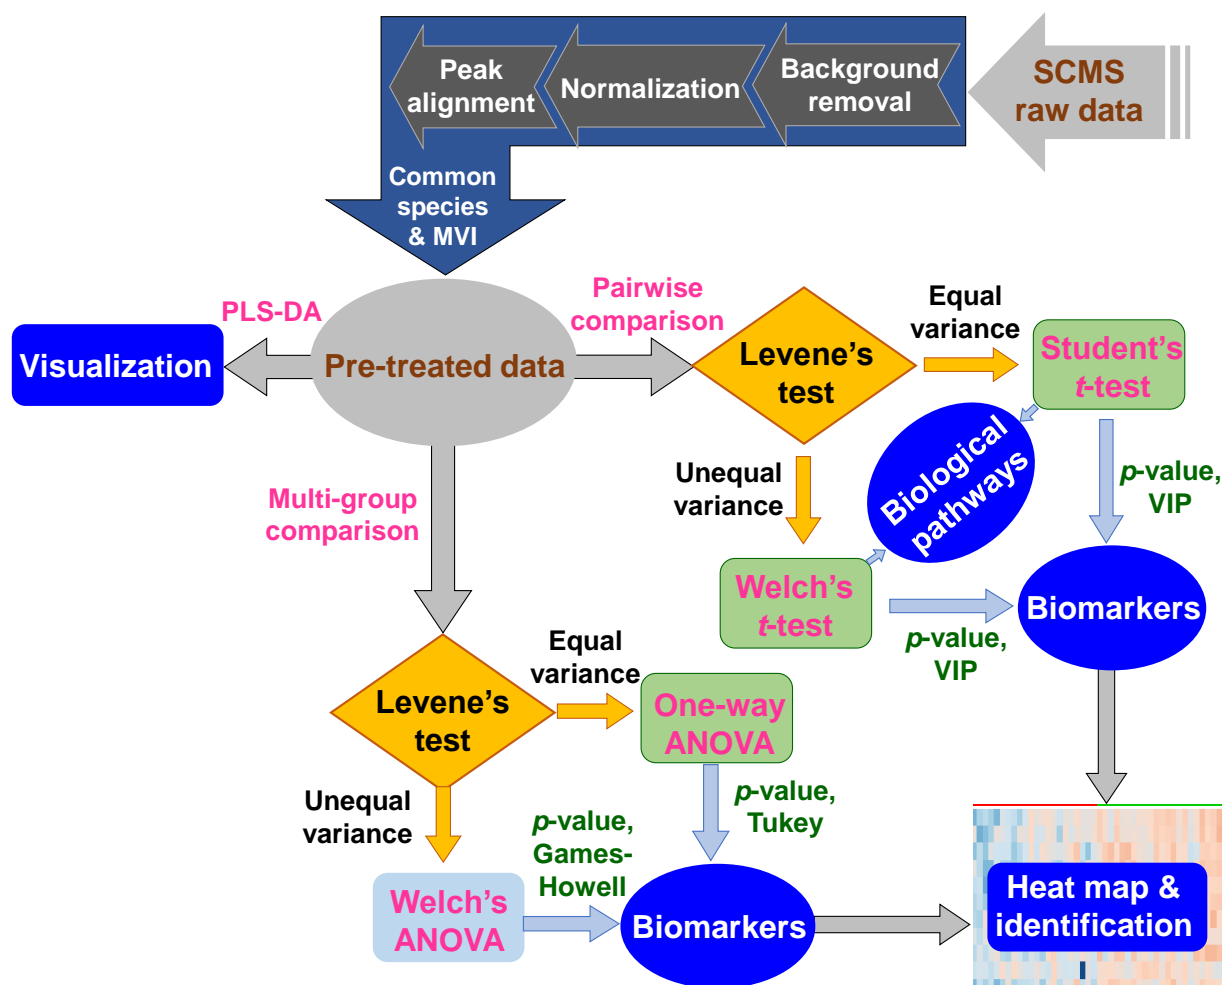 SCMS
raw data
Background
removal
Normalization
Peak
alignment
Common
species
& MVI
Pre-treated data
PLS-DA
Visualization
Pairwise
comparison
Levene's
test
Equal
variance
Student's
t-test
Unequal
variance
Welch's
t-test
Biological
pathways
p-value,
VIP
p-value,
VIP
Biomarkers
Multi-group
comparison
Levene's
test
Equal
variance
One-way
ANOVA
Unequal
variance
Welch's
ANOVA
p-value,
Tukey
p-value,
Games-
Howell
Biomarkers
Heat map &
identification